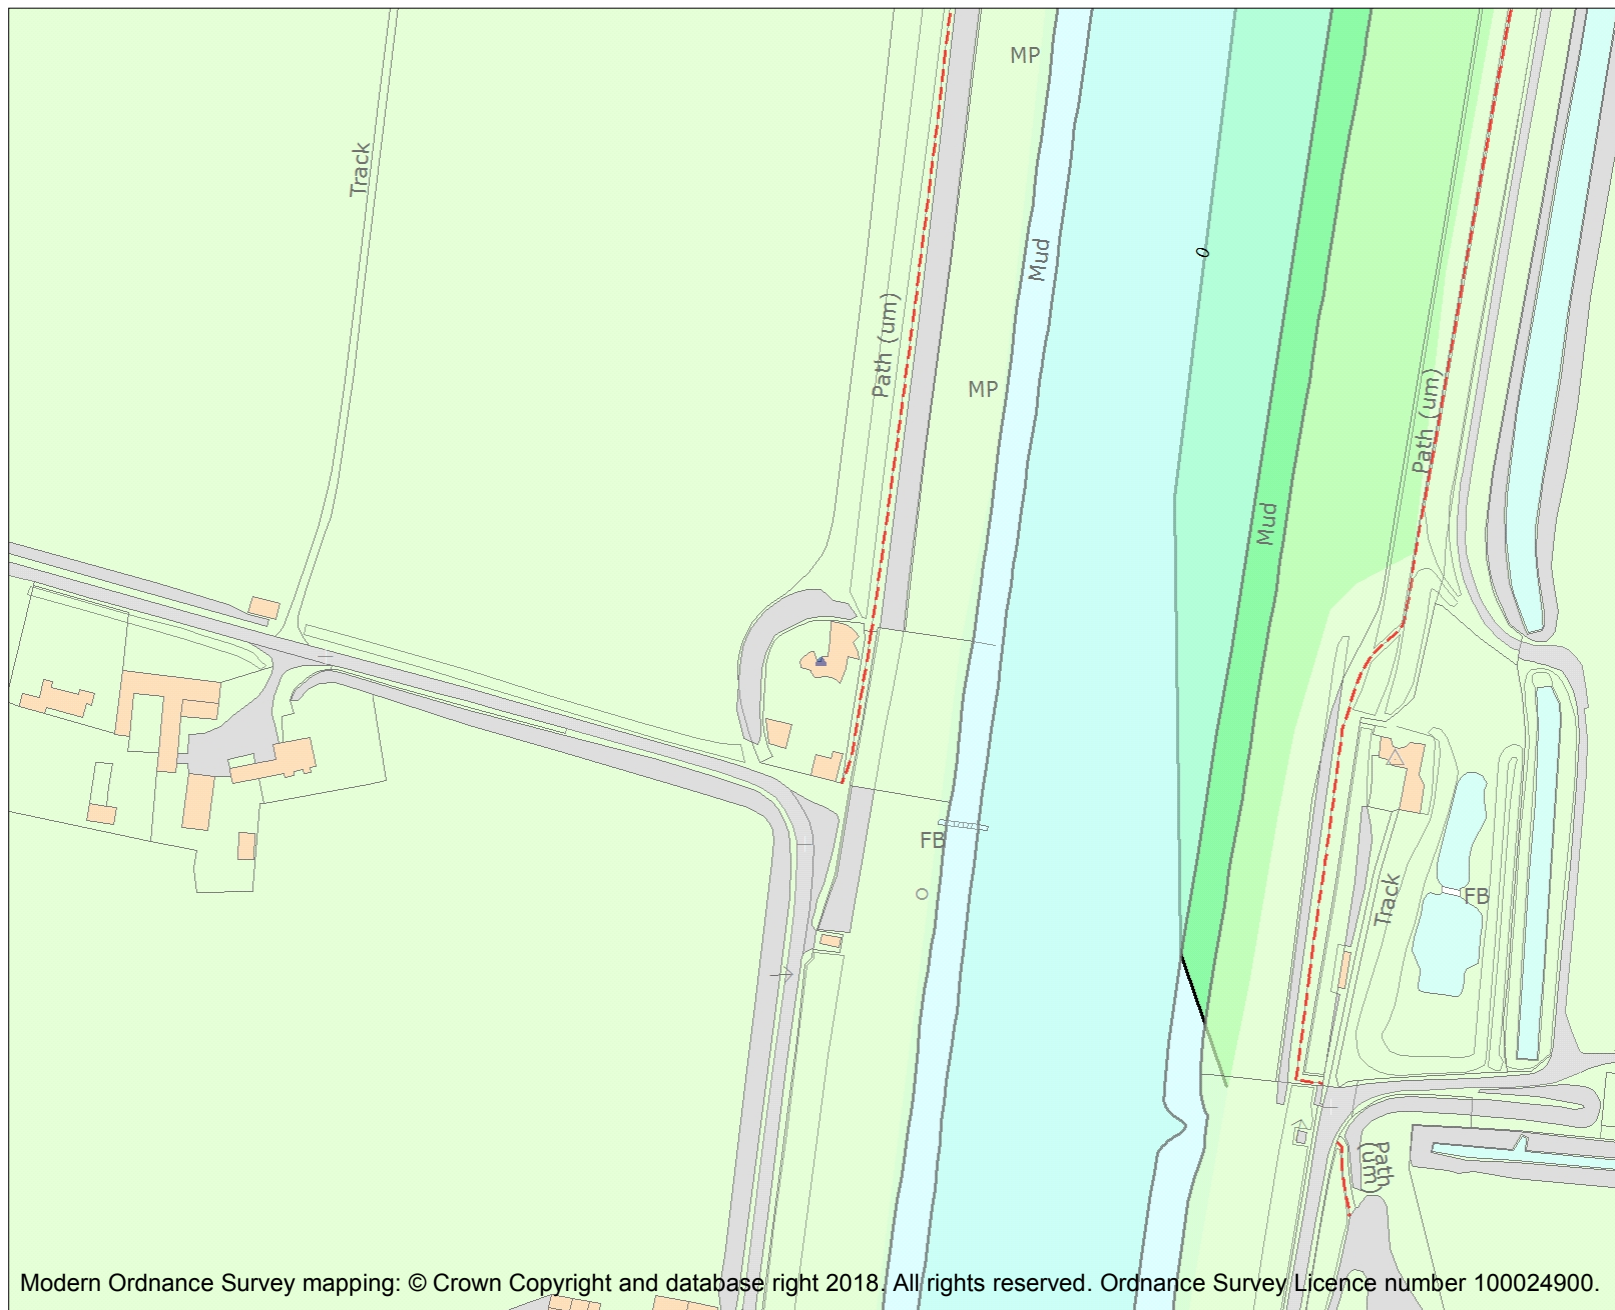 MP
Track
Mud
0
Path (um)
MP
Path (um)
Mud
FB
Track
FB
Path
(um)
Modern Ordnance Survey mapping: © Crown Copyright and database right 2018. All rights reserved. Ordnance Survey Licence number 100024900.